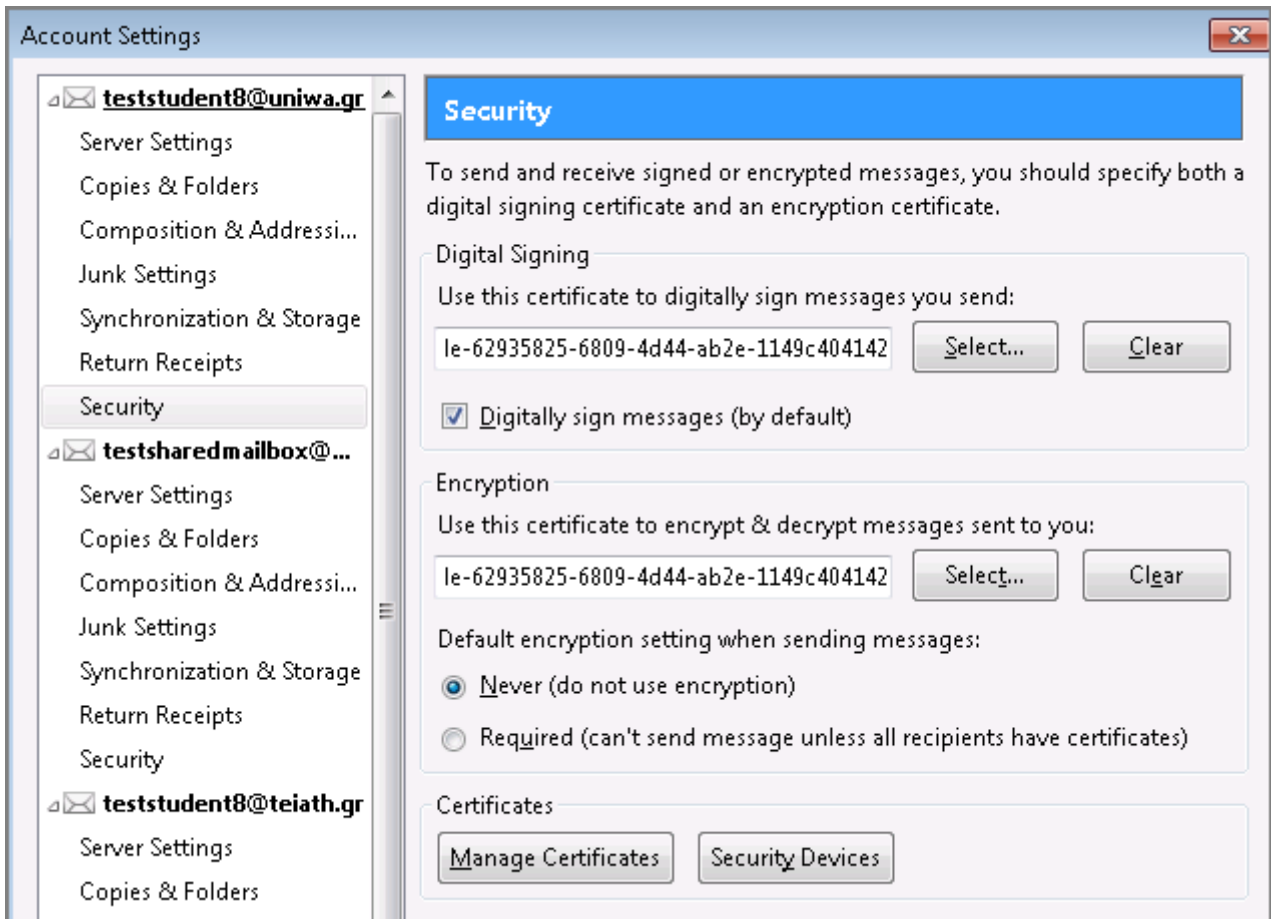 Account Settings
teststudent8@uniwa.gr
Server Settings
Copies & Folders
Composition & Addressi...
Junk Settings
Synchronization & Storage
Return Receipts
Security
testsharedmailbox@...
Server Settings
Copies & Folders
Composition & Addressi...
Junk Settings
Synchronization & Storage
Return Receipts
Security
teststudent8@teiath.gr
Server Settings
Copies & Folders
Security
To send and receive signed or encrypted messages, you should specify both a
digital signing certificate and an encryption certificate.
Digital Signing
Use this certificate to digitally sign messages you send:
le-62935825-6809-4d44-ab2e-1149c404142 Select... Clear
Digitally sign messages (by default)
Encryption
Use this certificate to encrypt & decrypt messages sent to you:
le-62935825-6809-4d44-ab2e-1149c404142 Select... Clear
Default encryption setting when sending messages:
Never (do not use encryption)
Required (can't send message unless all recipients have certificates)
Certificates
Manage Certificates Security Devices